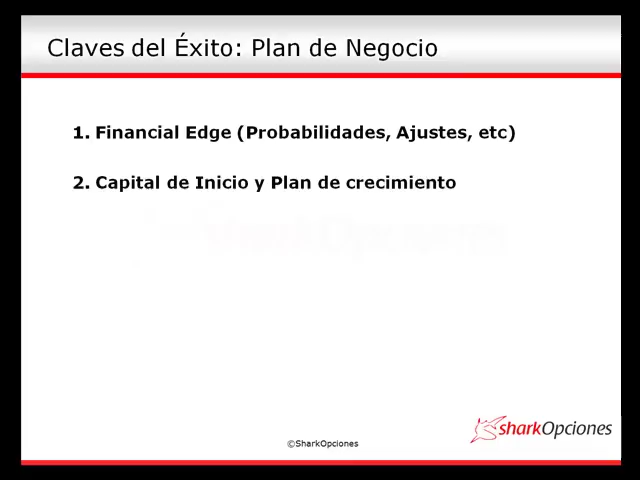 Claves del Éxito: Plan de Negocio
1. Financial Edge (Probabilidades, Ajustes, etc)
2. Capital de Inicio y Plan de crecimiento
sharkOpciones
©SharkOpciones